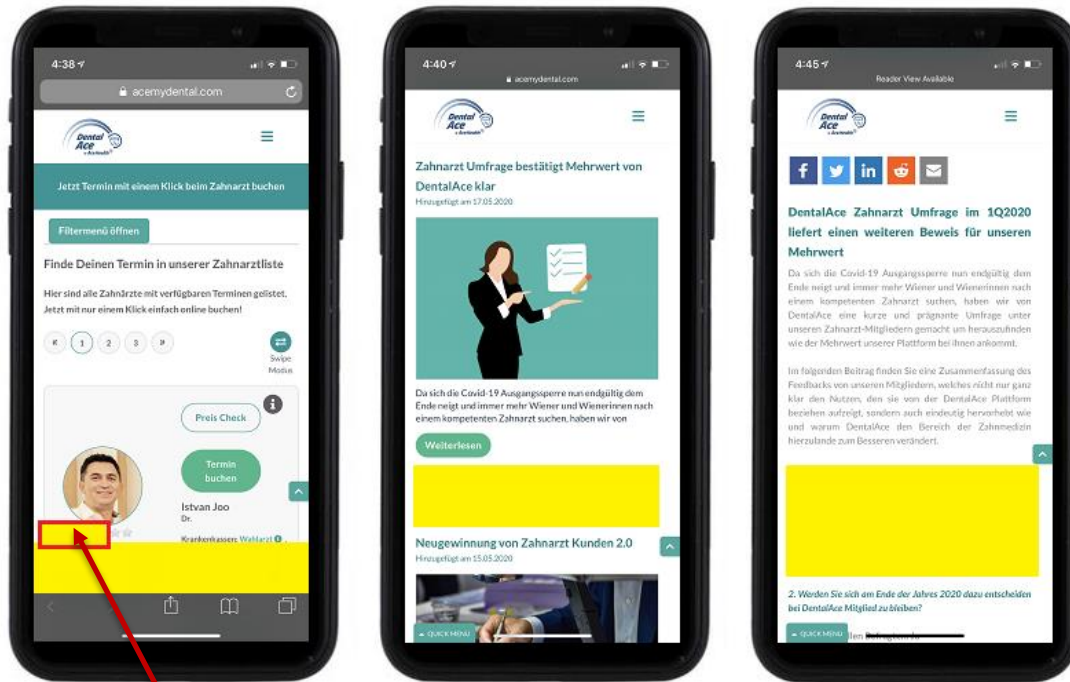 4:38
acemydental.com
Dental
Ace
Jetzt Termin mit einem Klick beim Zahnarzt buchen
Filtermenü öffnen
Finde Deinen Termin in unserer Zahnarztliste
Hier sind alle Zahnärzte mit verfügbaren Terminen gelistet.
Jetzt mit nur einem Klick einfach online buchen!
« 1 2 3 »
Swipe
Modus
Preis Check
Termin
buchen
Istvan Joo
Dr.
Krankenkassen: Wahlarzt
4:40
acemydental.com
Dental
Ace
Zahnarzt Umfrage bestätigt Mehrwert von
DentalAce klar
Hinzugefügt am 17.05.2020
Da sich die Covid-19 Ausgangssperre nun endgültig dem
Ende neigt und immer mehr Wiener und Wienerinnen nach
einem kompetenten Zahnarzt suchen, haben wir von
Weiterlesen
Neugewinnung von Zahnarzt Kunden 2.0
Hinzugefügt am 15.05.2020
QUICK MENU
4:45
Reader View Available
Dental
Ace
DentalAce Zahnarzt Umfrage im 1Q2020
liefert einen weiteren Beweis für unseren
Mehrwert
Da sich die Covid-19 Ausgangssperre nun endgültig dem
Ende neigt und immer mehr Wiener und Wienerinnen nach
einem kompetenten Zahnarzt suchen, haben wir von
DentalAce eine kurze und prägnante Umfrage unter
unseren Zahnarzt-Mitgliedern gemacht um herauszufinden
wie der Mehrwert unserer Plattform bei ihnen ankommt.
Im folgenden Beitrag finden Sie eine Zusammenfassung des
Feedbacks von unseren Mitgliedern, welches nicht nur ganz
klar den Nutzen, den sie von der DentalAce Plattform
beziehen aufzeigt, sondern auch eindeutig hervorhebt wie
und warum DentalAce den Bereich der Zahnmedizin
hierzulande zum Besseren verändert.
2. Werden Sie sich am Ende der Jahres 2020 dazu entscheiden
bei DentalAce Mitglied zu bleiben?
QUICK MENU